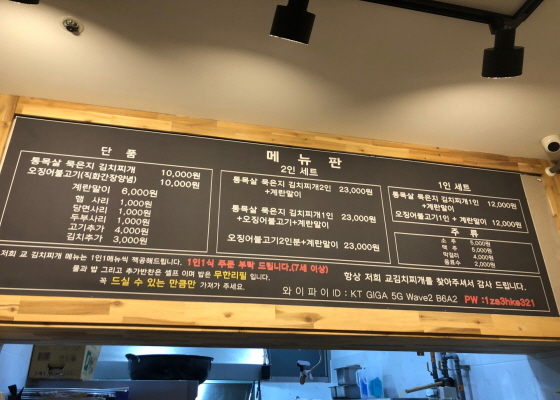 메뉴판
단 품
통목살 묵은지 김치찌개 10,000원
오징어불고기(직화간장양념) 10,000원
계란말이 6,000원
햄 사리 1,000원
당면사리 1,000원
두부사리 1,000원
고기추가 4,000원
김치추가 3,000원
2인 세트
통목살 묵은지 김치찌개2인 23,000원
+계란말이
통목살 묵은지 김치찌개1인 23,000원
+오징어불고기+계란말이
오징어불고기2인분+계란말이 23,000원
1인 세트
통목살 묵은지 김치찌개1인 12,000원
+계란말이
오징어불고기1인 + 계란말이 12,000원
주 류
소 주 5,000원
맥 주 5,000원
막걸리 4,000원
음료수 2,000원
저희 교 김치찌개 메뉴는 1인1메뉴씩 책정해드립니다. 1인1식 주문 부탁 드립니다.(7세 이상)
물과 밥 그리고 추가반찬은 셀프 이며 밥은 무한리필 입니다.
꼭 드실 수 있는 만큼만 가져가 주세요.
항상 저희 교김치찌개를 찾아주셔서 감사 드립니다.
와이파이ID : KT GIGA 5G Wave2 B6A2 PW :1zs3hks321